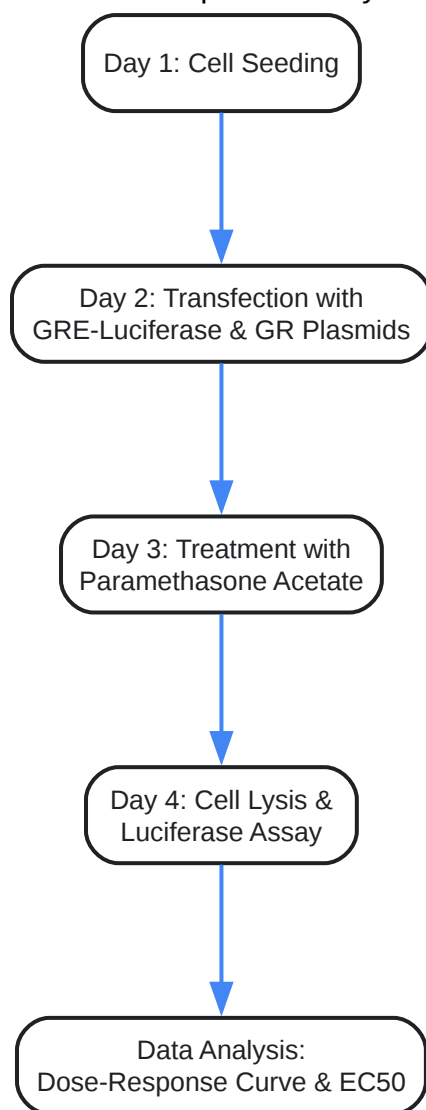 Day 1: Cell Seeding
Day 2: Transfection with
GRE-Luciferase & GR Plasmids
Day 3: Treatment with
Paramethasone Acetate
Day 4: Cell Lysis &
Luciferase Assay
Data Analysis:
Dose-Response Curve & EC50